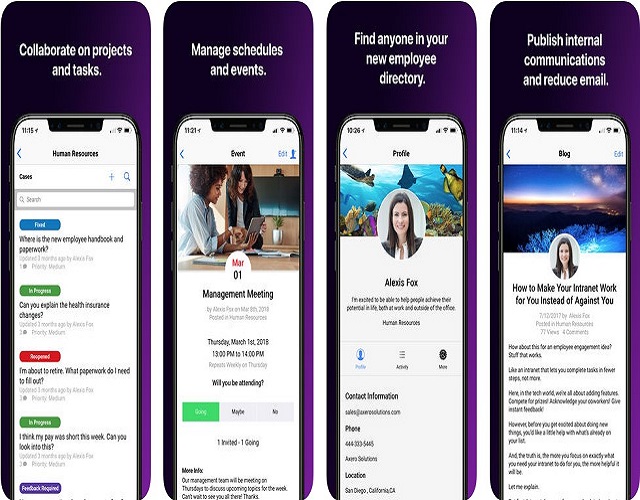 Collaborate on projects
and tasks.
11:15
Human Resources
Cases
Search
Fixed
Where is the new employee handbook and
paperwork?
Updated 3 months ago by Alexis Fox
Priority: Medium
In Progress
Can you explain the health insurance
changes?
Updated 3 months ago by Alexis Fox
Priority: Medium
Reopened
I'm about to retire. What paperwork do I need
to fill out?
Updated 3 months ago by Alexis Fox
Priority: Medium
In Progress
I think my pay was short this week. Can you
look into this?
Updated 3 months ago by Alexis Fox
Priority: Medium
Feedback Required
Manage schedules
and events.
11:21
Event
Edit
Mar
01
Management Meeting
by Alexis Fox on Mar 8th, 2018
Posted in Human Resources
Thursday, March 1st, 2018
13:00 PM to 14:00 PM
Repeats Weekly on Thursday
Will you be attending?
Going
Maybe
No
1 Invited - 1 Going
More Info:
Our management team will be meeting on
Thursdays to discuss upcoming topics for the week.
Can't wait to see you all there! Thanks.
Find anyone in your
new employee
directory.
10:26
Profile
Alexis Fox
I'm excited to be able to help people achieve their
potential in life, both at work and outside of the office.
Human Resources
Profile
Activity
More
Contact Information
sales@axerosolutions.com
Phone
444-333-5445
Axero Solutions
Location
San Diego , California,CA
Publish internal
communications
and reduce email.
11:14
Blog
Edit
How to Make Your Intranet Work
for You Instead of Against You
7/12/2017 by Alexis Fox
Posted in Human Resources
77 Views 4 Comments
How about this for an employee engagement idea?
Stuff that works.
Like an intranet that lets you complete tasks in fewer
steps, not more.
Here, in the tech world, we're all about adding features.
Compete for prizes! Acknowledge your coworkers! Give
instant feedback!
However, before you get excited about doing new
things, you'd like a little help with what's already on
your list.
And, the truth is, the more you focus on exactly what
you need your intranet to do for you, the more helpful it
will be.
Let me explain.